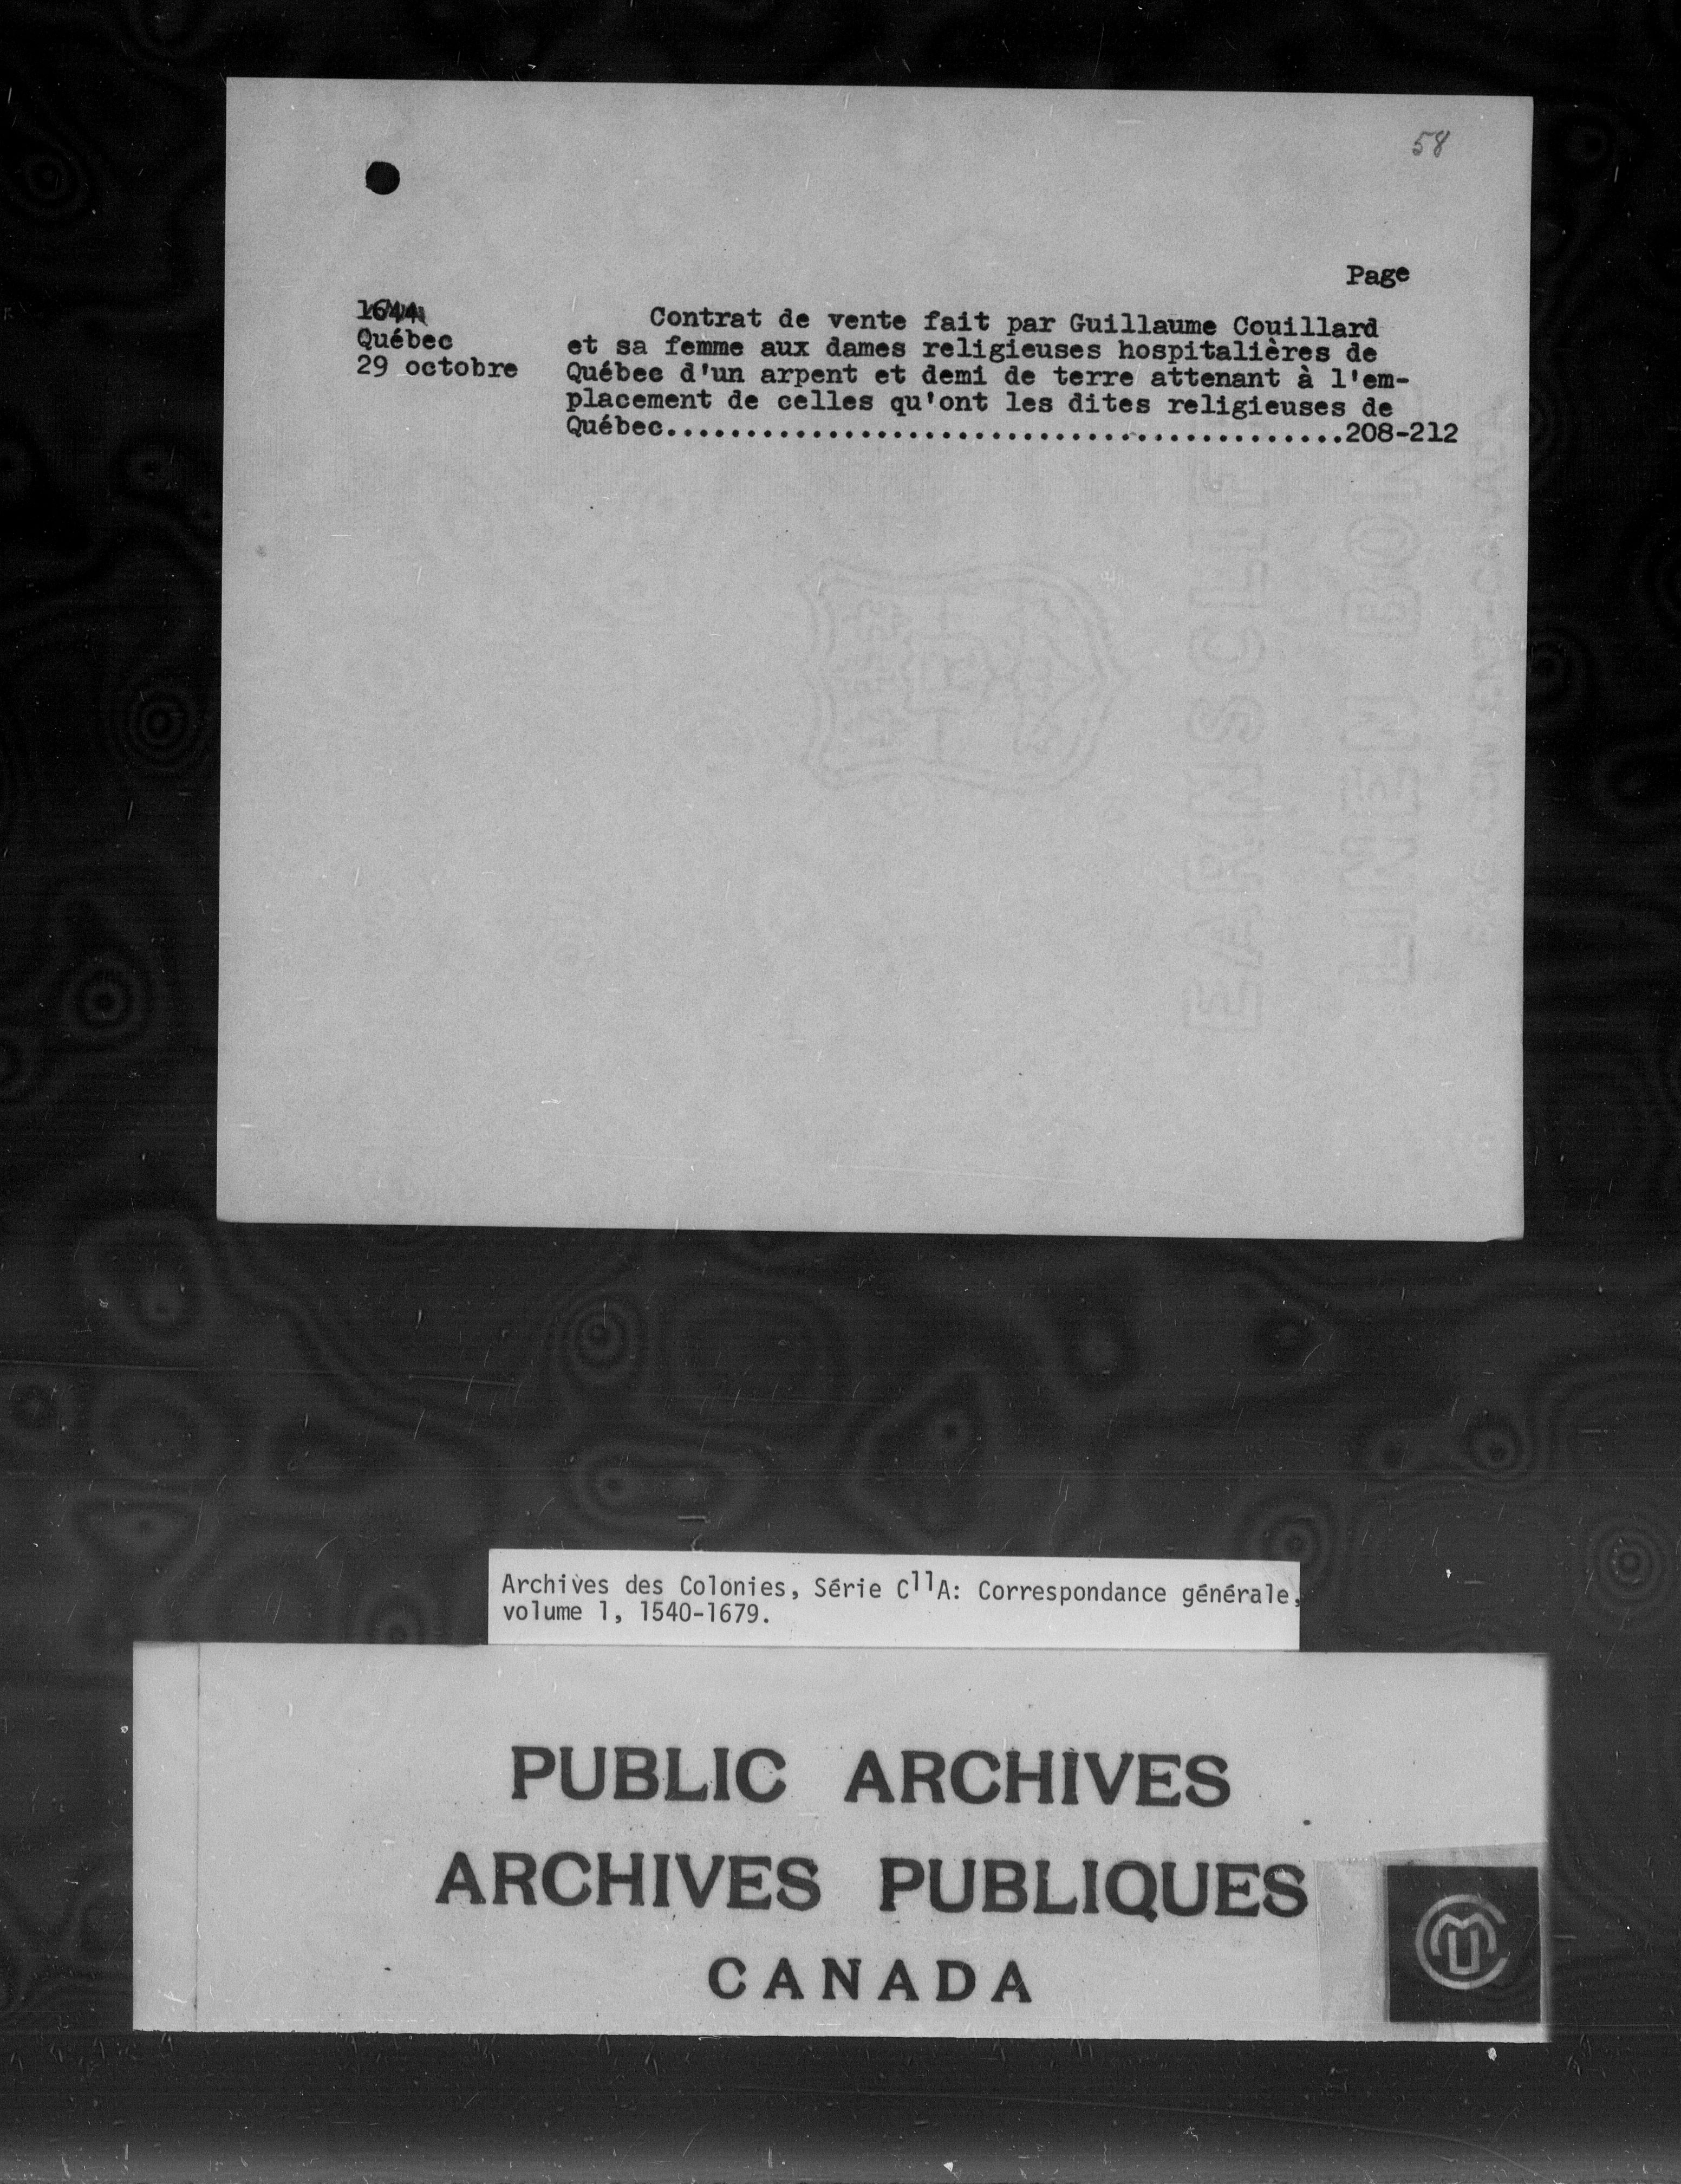 58
Page
1644
Québec
29 octobre
Contrat de vente fait par Guillaume Couillard
et sa femme aux dames religieuses hospitalières de
Québec d'un arpent et demi de terre attenant à l'em-
placement de celles qu'ont les dites religieuses de
Québec...........................................208-212
EARNSCLIFFE
LINEN BOND
Archives des Colonies, Série C11A: Correspondance générale,
volume 1, 1540-1679.
PUBLIC ARCHIVES
ARCHIVES PUBLIQUES
CANADA